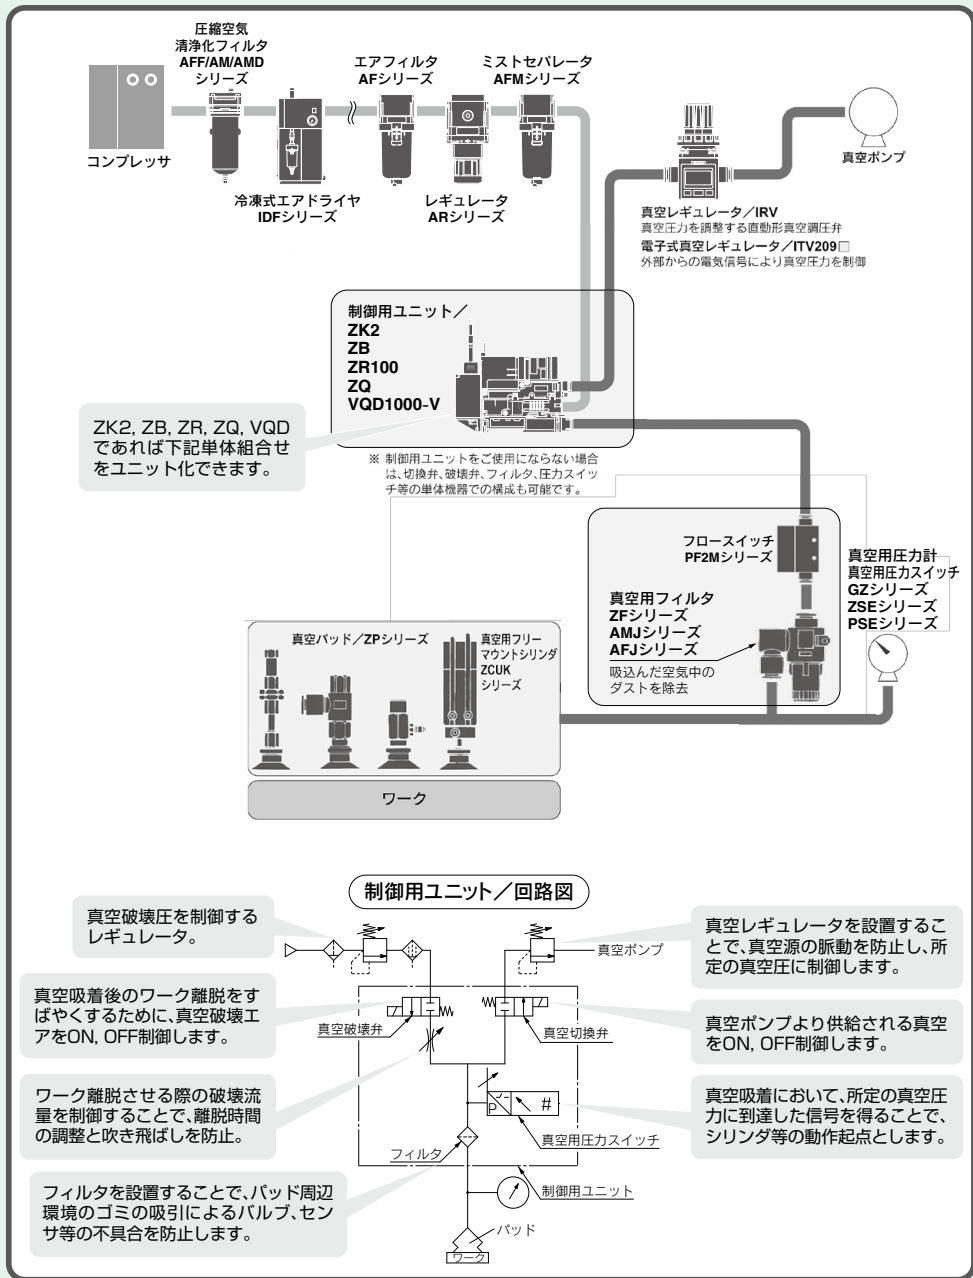 圧縮空気
清浄化フィルタ
AFF/AM/AMD
シリーズ
エアフィルタ
AFシリーズ
ミストセパレータ
AFMシリーズ
コンプレッサ
冷凍式エアドライヤ
IDFシリーズ
レギュレータ
ARシリーズ
真空ポンプ
真空レギュレータ／IRV
真空圧力を調整する直動形真空調圧弁
電子式真空レギュレータ／ITV209□
外部からの電気信号により真空圧力を制御
制御用ユニット／
ZK2
ZB
ZR100
ZQ
VQD1000-V
ZK2, ZB, ZR, ZQ, VQD
であれば下記単体組合せ
をユニット化できます。
※ 制御用ユニットをご使用にならない場合
は、切換弁、破壊弁、フィルタ、圧力スイッ
チ等の単体機器での構成も可能です。
フロースイッチ
PF2Mシリーズ
真空用フィルタ
ZFシリーズ
AMJシリーズ
AFJシリーズ
吸込んだ空気中の
ダストを除去
真空用圧力計
真空用圧力スイッチ
GZシリーズ
ZSEシリーズ
PSEシリーズ
真空パッド／ZPシリーズ
真空用フリー
マウントシリンダ
ZCUK
シリーズ
ワーク
制御用ユニット／回路図
真空破壊圧を制御する
レギュレータ。
真空吸着後のワーク離脱をす
ばやくするために、真空破壊エ
アをON, OFF制御します。
ワーク離脱させる際の破壊流
量を制御することで、離脱時間
の調整と吹き飛ばしを防止。
フィルタを設置することで、パッド周辺
環境のゴミの吸引によるバルブ、セン
サ等の不具合を防止します。
真空ポンプ
真空破壊弁
真空切換弁
P
#
真空用圧力スイッチ
フィルタ
制御用ユニット
パッド
ワーク
真空レギュレータを設置するこ
とで、真空源の脈動を防止し、所
定の真空圧に制御します。
真空ポンプより供給される真空
をON, OFF制御します。
真空吸着において、所定の真空圧
力に到達した信号を得ることで、
シリンダ等の動作起点とします。